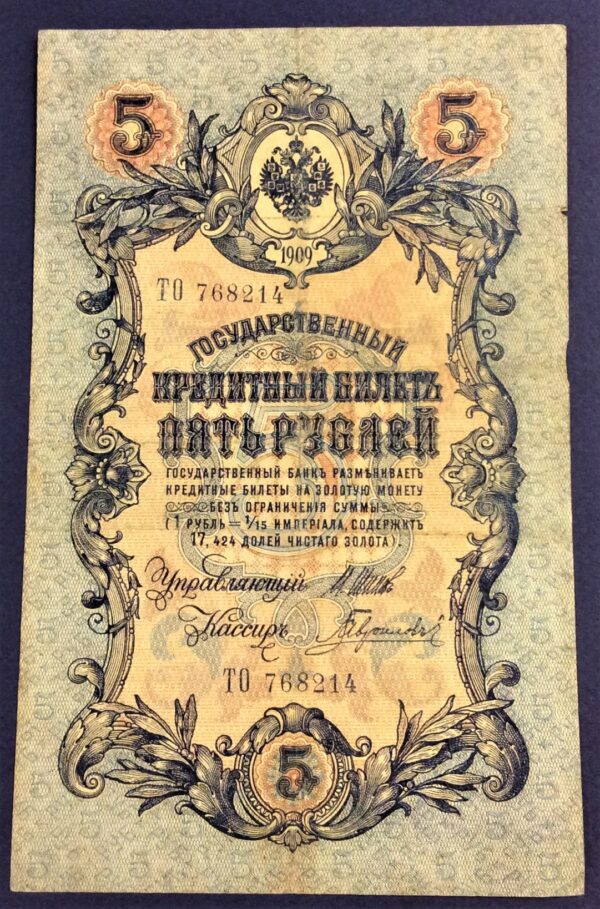 5 5
1909
ТО 768214
ГОСУДАРСТВЕННЫЙ
КРЕДИТНЫЙ БИЛЕТЪ
ПЯТЬ РУБЛЕЙ
ГОСУДАРСТВЕННЫЙ БАНКЪ РАЗМѢНИВАЕТЪ
КРЕДИТНЫЕ БИЛЕТЫ НА ЗОЛОТУЮ МОНЕТУ
БЕЗЪ ОГРАНИЧЕНІЯ СУММЫ
(1 РУБЛЬ = 1/15 ИМПЕРІАЛА, СОДЕРЖИТЪ
17,424 ДОЛЕЙ ЧИСТАГО ЗОЛОТА).
Управляющій
Кассиръ
ТО 768214
5